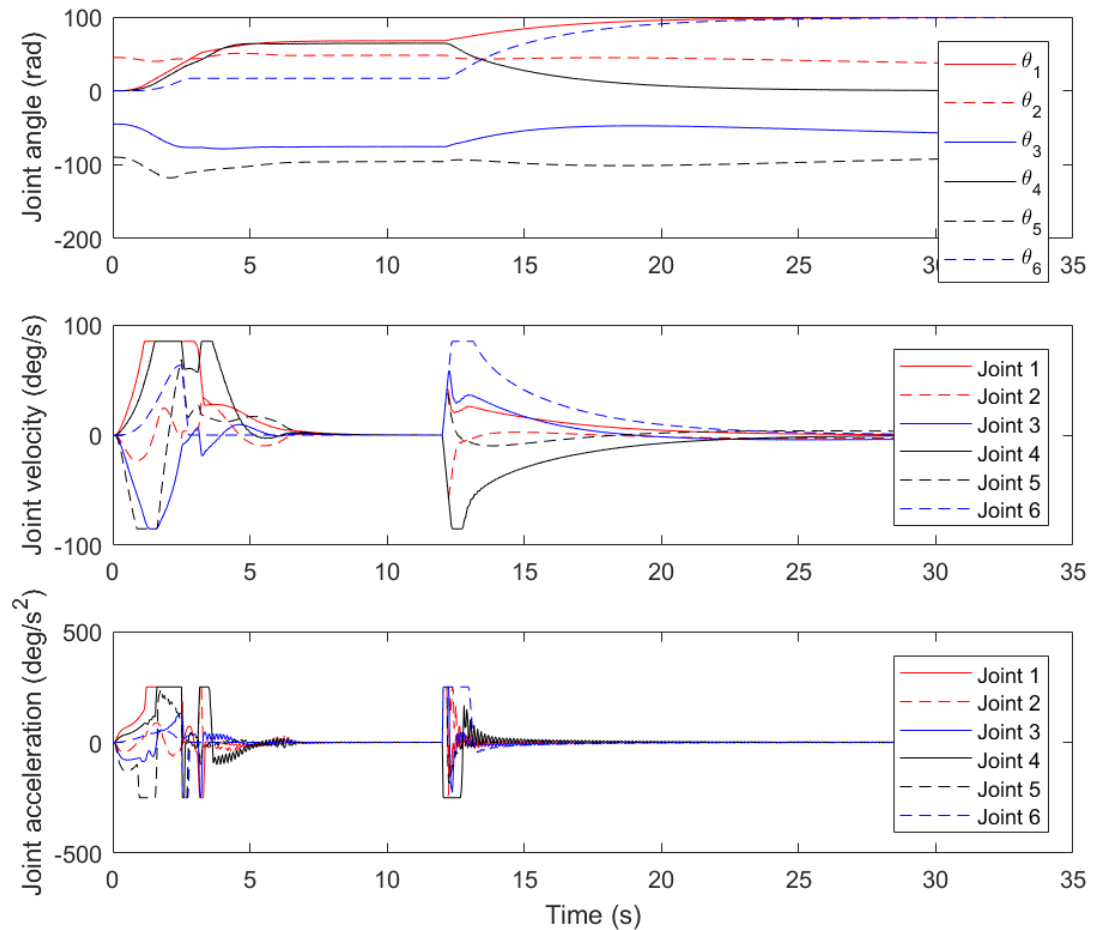 Joint angle (rad)
100
0
-100
-200
0 5 10 15 20 25 30 35
θ1
θ2
θ3
θ4
θ5
θ6
Joint velocity (deg/s)
100
0
-100
0 5 10 15 20 25 30 35
Joint 1
Joint 2
Joint 3
Joint 4
Joint 5
Joint 6
Joint acceleration (deg/s²)
500
0
-500
0 5 10 15 20 25 30 35
Joint 1
Joint 2
Joint 3
Joint 4
Joint 5
Joint 6
Time (s)